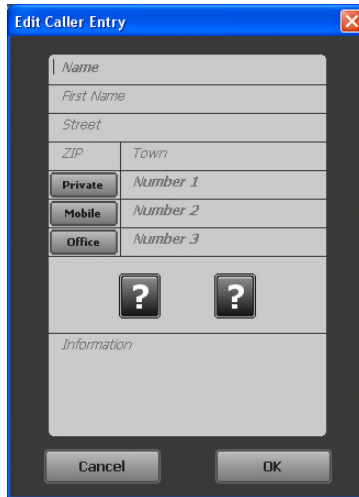 Edit Caller Entry
Name
First Name
Street
ZIP Town
Private Number 1
Mobile Number 2
Office Number 3
? ?
Information
Cancel OK